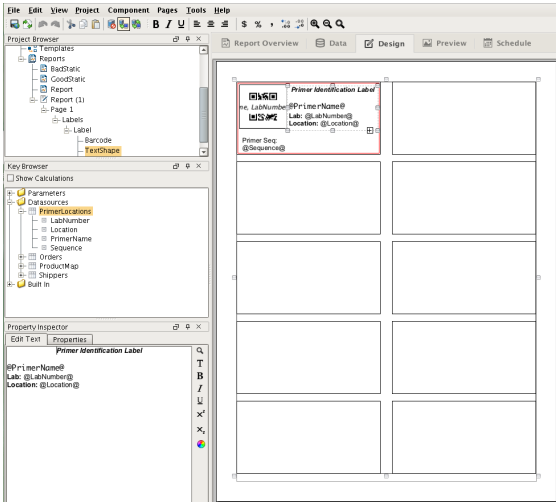 File Edit View Project Component Pages Tools Help
B I U $ % ,
Project Browser
Templates
Reports
BadStatic
GoodStatic
Report
Report (1)
Page 1
Labels
Label
Barcode
TextShape
Key Browser
Show Calculations
Parameters
Datasources
PrimerLocations
LabNumber
Location
PrimerName
Sequence
Orders
ProductMap
Shippers
Built In
Property Inspector
Edit Text Properties
Primer Identification Label
@PrimerName@
Lab: @LabNumber@
Location: @Location@
T
B
I
U
x²
x₂
Report Overview Data Design Preview Schedule
Primer Identification Label
ne, LabNumbe
@PrimerName@
Lab: @LabNumber@
Location: @Location@
Primer Seq:
@Sequence@